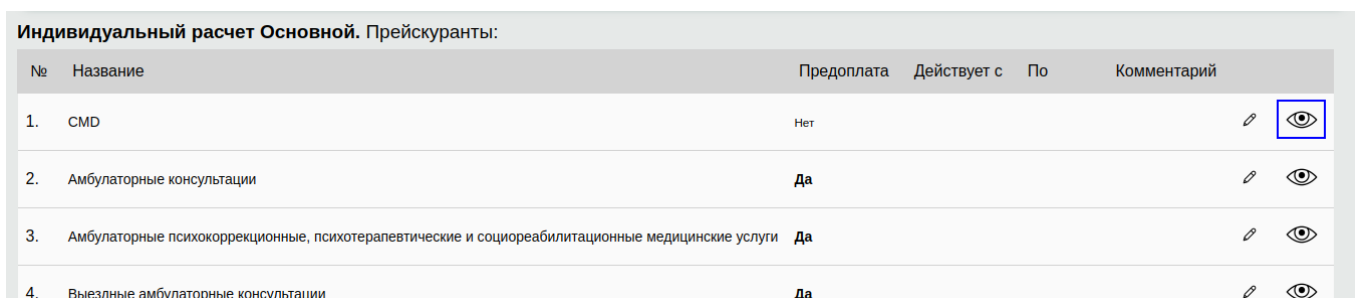 Индивидуальный расчет Основной. Прейскуранты:
№ Название Предоплата Действует с По Комментарий
1. CMD Нет
2. Амбулаторные консультации Да
3. Амбулаторные психокоррекционные, психотерапевтические и социореабилитационные медицинские услуги Да
4. Выездные амбулаторные консультации Да